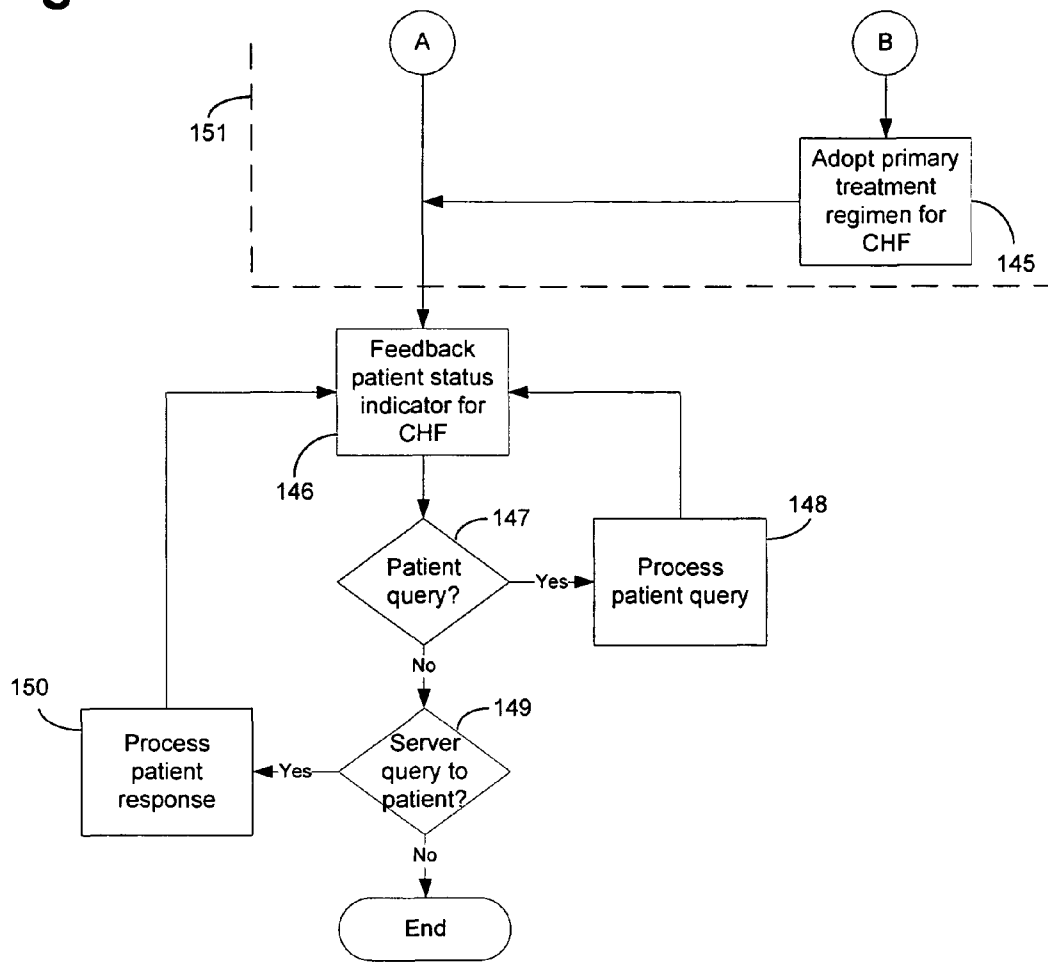 A
B
151
Adopt primary
treatment
regimen for
CHF
145
Feedback
patient status
indicator for
CHF
146
147
148
Patient
query?
Yes
Process
patient query
No
150
149
Process
patient
response
Yes
Server
query to
patient?
No
End